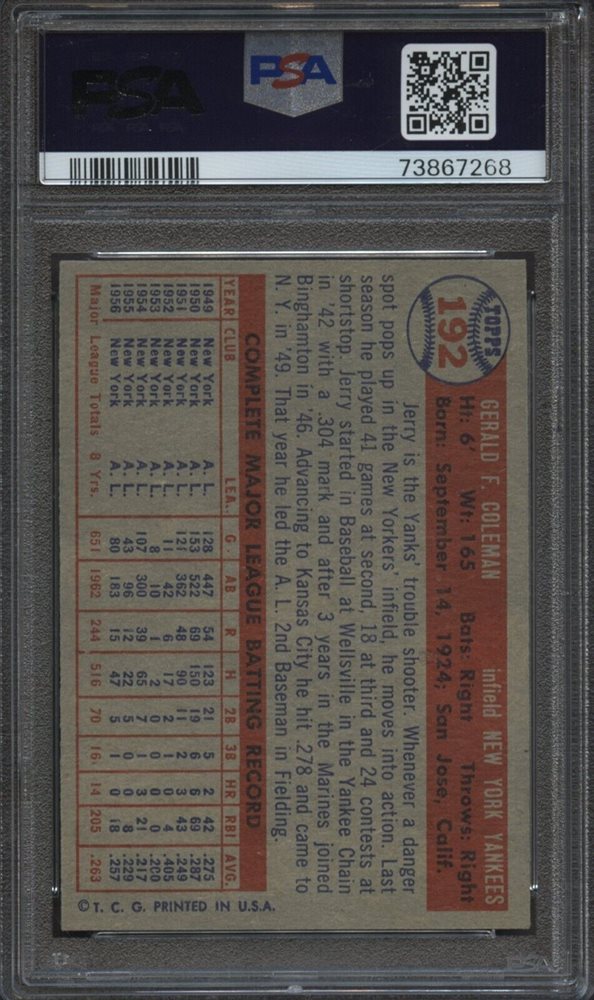 PSA
PSA
73867268
TOPPS
192
GERALD F. COLEMAN infield NEW YORK YANKEES
Ht: 6' Wt: 165 Bats: Right Throws: Right
Born: September 14, 1924; San Jose, Calif.
Jerry is the Yanks' trouble shooter. Whenever a danger
spot pops up in the New Yorkers' infield, he moves into action. Last
season he played 41 games at second, 18 at third and 24 contests at
shortstop. Jerry started in Baseball at Wellsville in the Yankee Chain
in '42 with a .304 mark and after 3 years in the Marines joined
Binghamton in '46. Advancing to Kansas City he hit .278 and came to
N. Y. in '49. That year he led the A. L. 2nd Baseman in Fielding.
COMPLETE MAJOR LEAGUE BATTING RECORD
YEAR CLUB LEA. G AB R H 2B 3B HR RBI AVG.
1949 New York A. L. 128 447 54 123 21 5 2 42 .275
1950 New York A. L. 153 522 69 150 19 6 6 69 .287
1951 New York A. L. 121 362 48 90 11 2 3 43 .249
1952 New York A. L. 11 42 6 17 2 1 0 4 .405
1953 New York A. L. 8 10 1 2 0 0 0 0 .200
1954 New York A. L. 107 300 39 65 7 1 3 21 .217
1955 New York A. L. 43 96 12 22 5 0 0 8 .229
1956 New York A. L. 80 183 15 47 5 1 0 18 .257
Major League Totals 8 Yrs. 651 1962 244 516 70 16 14 205 .263
© T. C. G. PRINTED IN U.S.A.